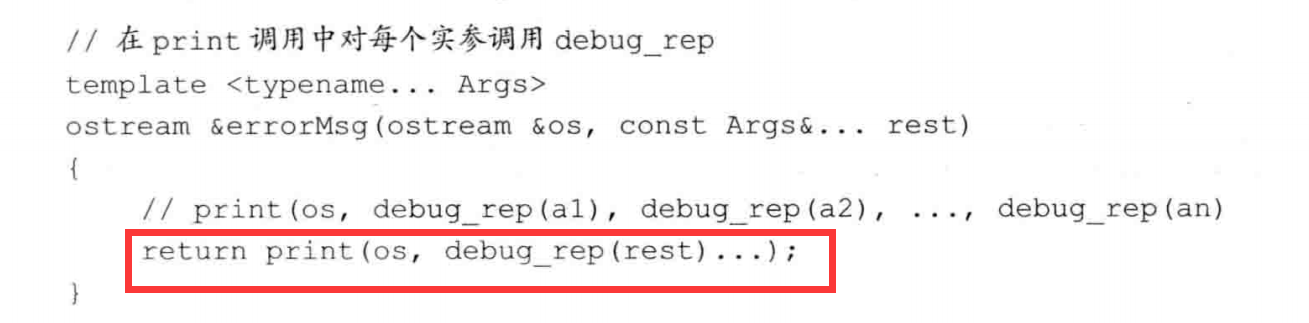 // 在 print 调用中对每个实参调用 debug_rep
template <typename... Args>
ostream &errorMsg(ostream &os, const Args&... rest)
{
    // print(os, debug_rep(a1), debug_rep(a2), ..., debug_rep(an)
    return print(os, debug_rep(rest)...);
}